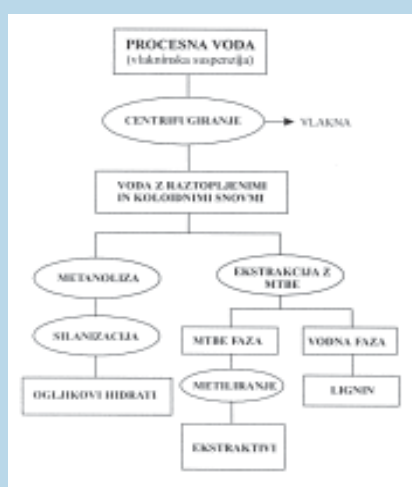 PROCESNA VODA
(vlakninska suspenzija)
CENTRIFUGIRANJE
VLAKNA
VODA Z RAZTOPLJENIMI
IN KOLOIDNIMI SNOVMI
METANOLIZA
EKSTRAKCIJA Z
MTBE
SILANIZACIJA
MTBE FAZA
VODNA FAZA
OGLJIKOVI HIDRATI
METILIRANJE
LIGNIN
EKSTRAKTIVI